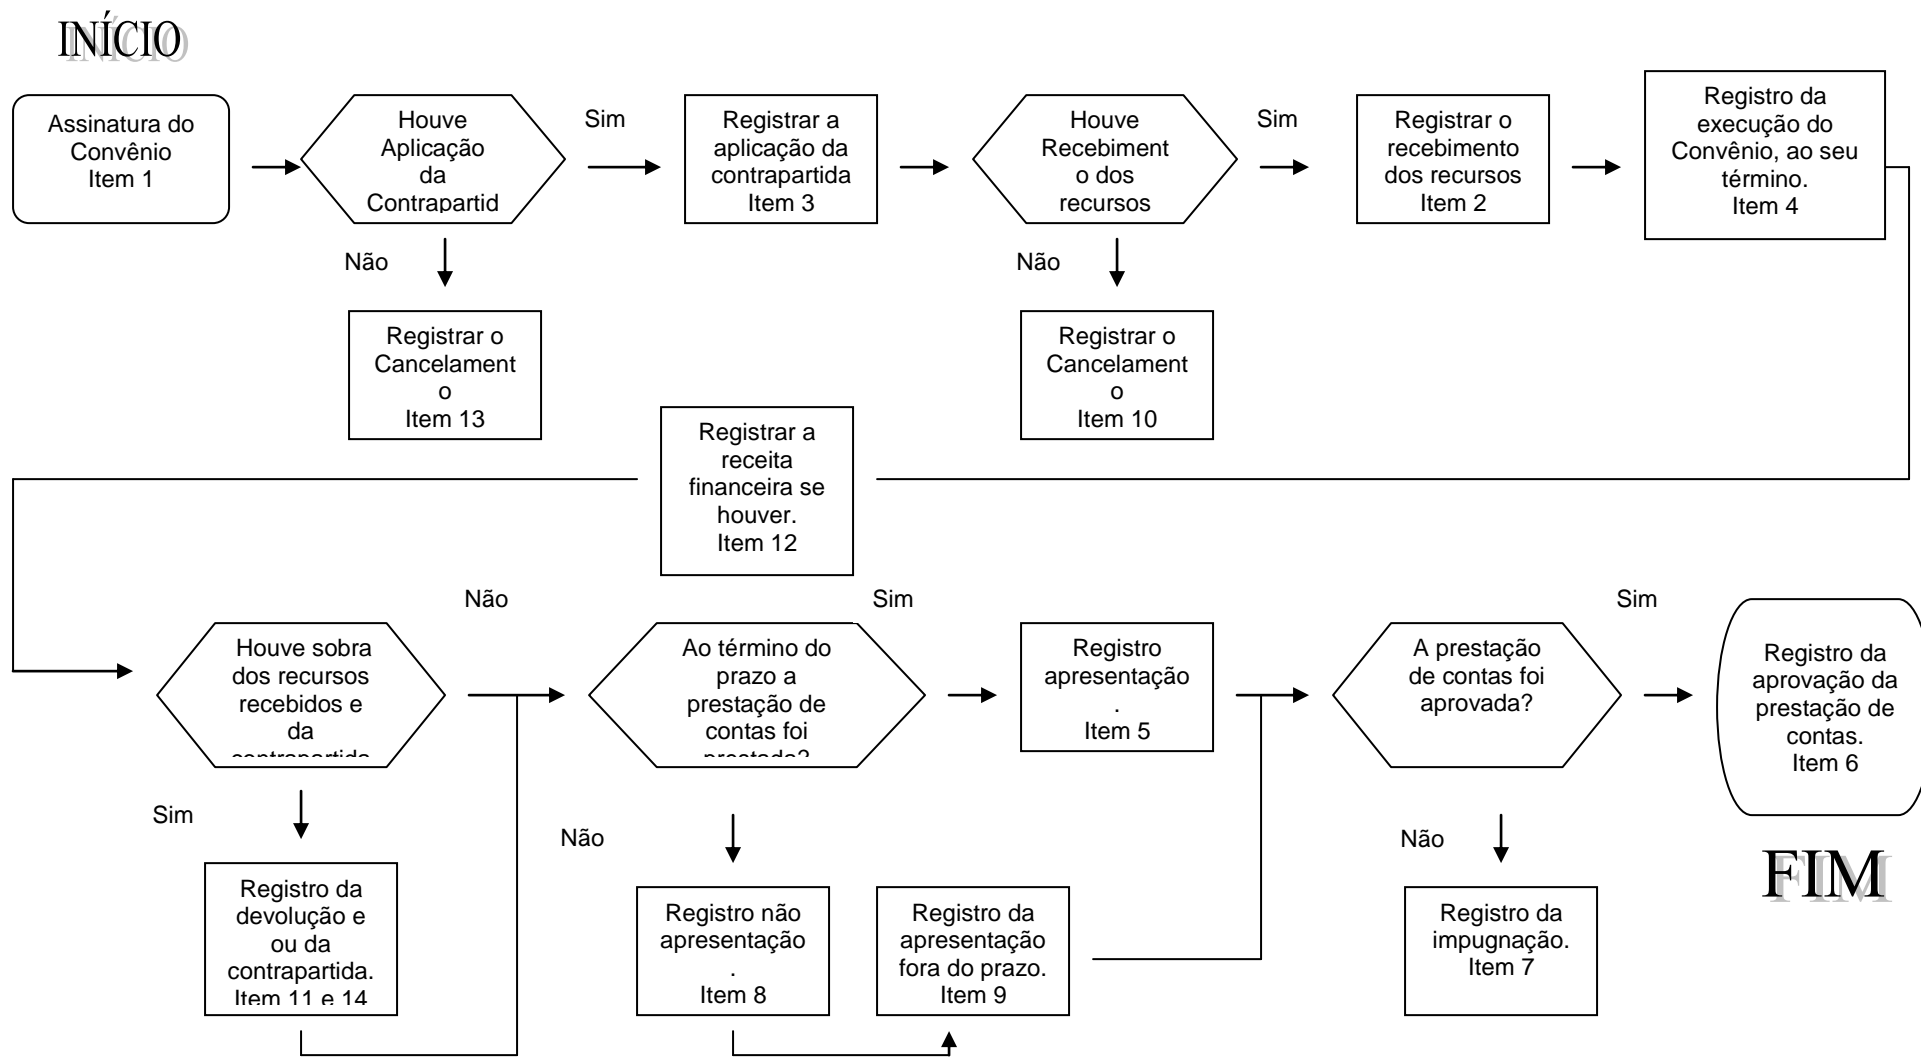 INÍCIO
Assinatura do
Convênio
Item 1
Houve
Aplicação
da
Contrapartid
Sim
Registrar a
aplicação da
contrapartida
Item 3
Houve
Recebiment
o dos
recursos
Sim
Registrar o
recebimento
dos recursos
Item 2
Registro da
execução do
Convênio, ao seu
término.
Item 4
Não
Registrar o
Cancelament
o
Item 13
Não
Registrar o
Cancelament
o
Item 10
Registrar a
receita
financeira se
houver.
Item 12
Houve sobra
dos recursos
recebidos e
da
contrapartida
Não
Ao término do
prazo a
prestação de
contas foi
prestada?
Sim
Registro
apresentação
.
Item 5
A prestação
de contas foi
aprovada?
Sim
Registro da
aprovação da
prestação de
contas.
Item 6
Sim
Registro da
devolução e
ou da
contrapartida.
Item 11 e 14
Não
Registro não
apresentação
.
Item 8
Registro da
apresentação
fora do prazo.
Item 9
Não
Registro da
impugnação.
Item 7
FIM